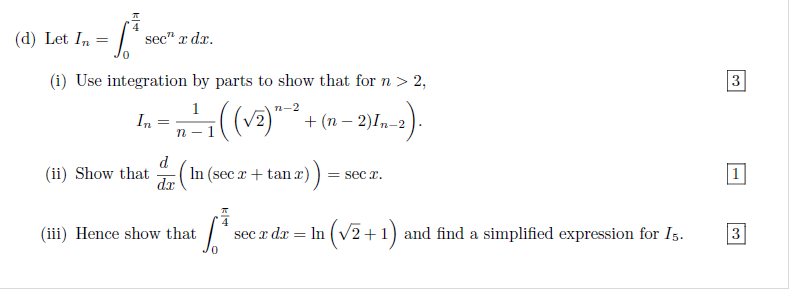 (d) Let $I_n = \int_0^{\frac{\pi}{4}} \sec^n x \, dx.$
(i) Use integration by parts to show that for $n > 2$, 3
$I_n = \frac{1}{n-1}\left( \left(\sqrt{2}\right)^{n-2} + (n-2)I_{n-2} \right).$
(ii) Show that $\frac{d}{dx}\left( \ln(\sec x + \tan x) \right) = \sec x.$ 1
(iii) Hence show that $\int_0^{\frac{\pi}{4}} \sec x \, dx = \ln\left(\sqrt{2}+1\right)$ and find a simplified expression for $I_5$. 3